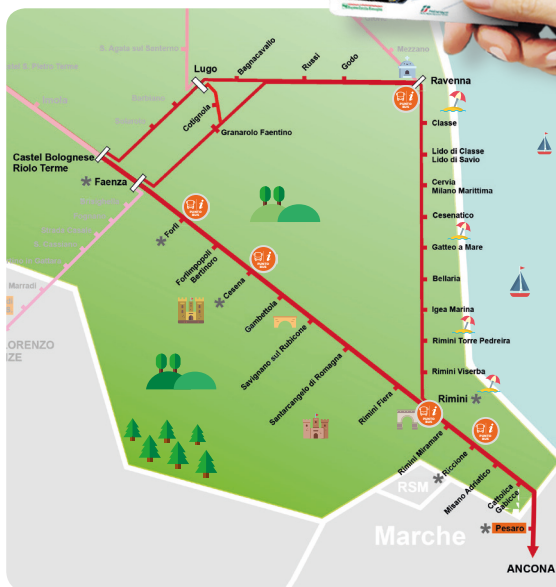 S. Agata sul Santerno
Mezzano
Lugo
Bagnacavallo
Russi
Godo
Ravenna
Cotignola
Granarolo Faentino
Classe
Castel Bolognese
Riolo Terme
Lido di Classe
Lido di Savio
* Faenza
Cervia
Milano Marittima
* Forlì
Cesenatico
Forlimpopoli
Bertinoro
Gatteo a Mare
* Cesena
Bellaria
Gambettola
Igea Marina
Savignano sul Rubicone
Rimini Torre Pedreira
Santarcangelo di Romagna
Rimini Viserba
Rimini Fiera
Rimini *
Marradi
LORENZO
Rimini Miramare
* Riccione
Misano Adriatico
Cattolica
Gabicce
RSM
* Pesaro
Marche
ANCONA